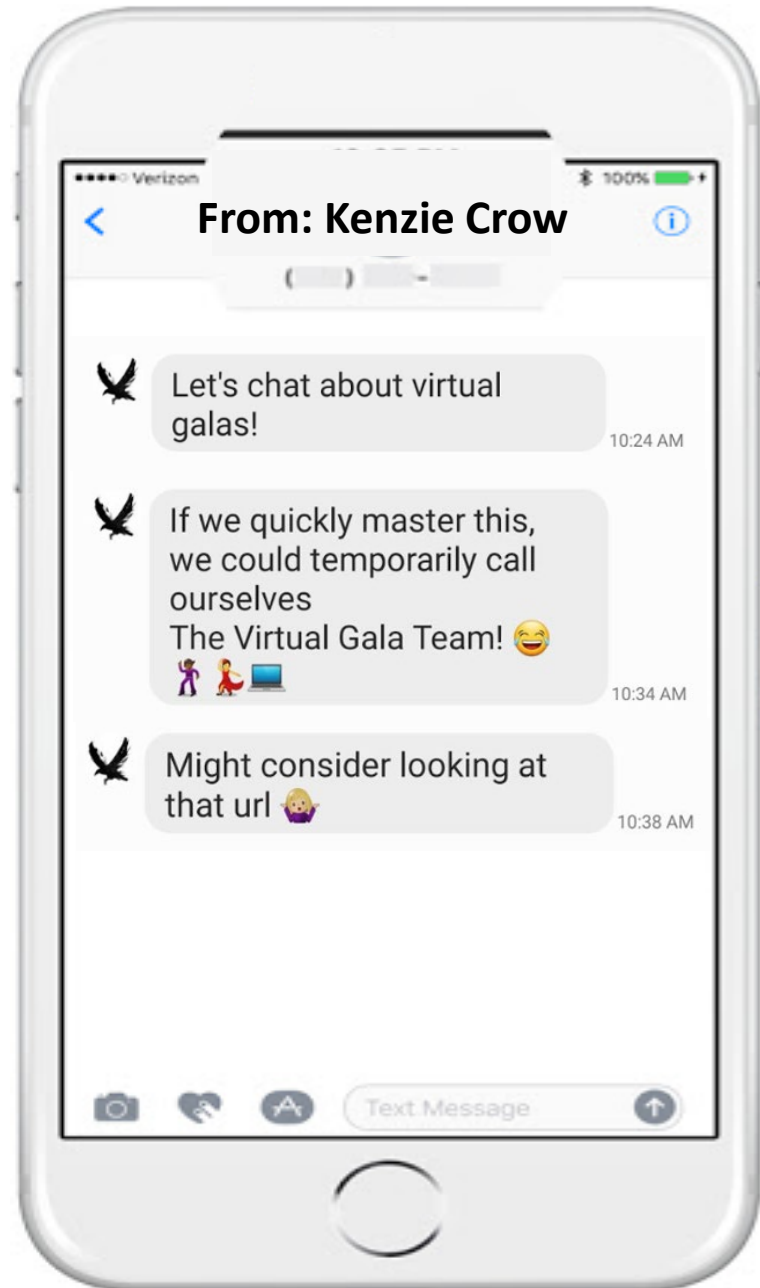 Verizon
100%
From: Kenzie Crow
( ) -
Let's chat about virtual
galas!
10:24 AM
If we quickly master this,
we could temporarily call
ourselves
The Virtual Gala Team! 😂
🕺🏾 💃 💻
10:34 AM
Might consider looking at
that url 🤷🏼‍♀️
10:38 AM
Text Message